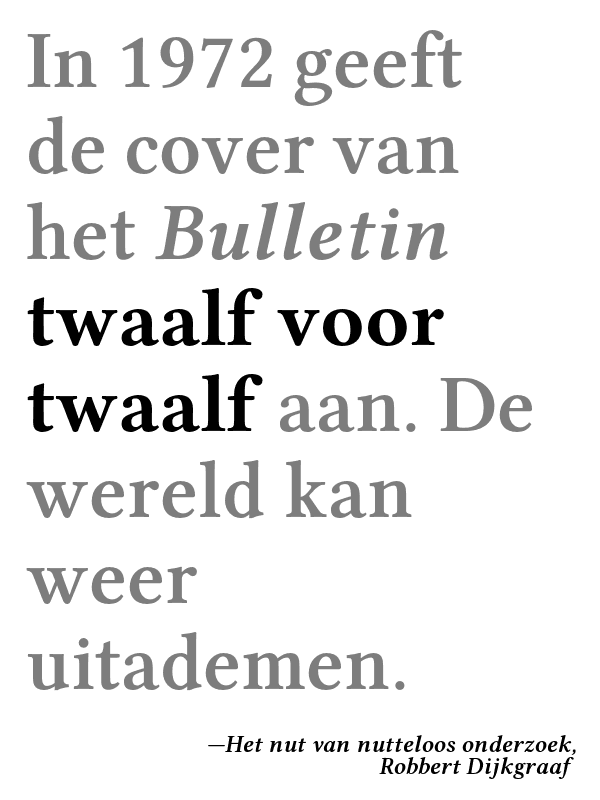 In 1972 geeft
de cover van
het Bulletin
twaalf voor
twaalf aan. De
wereld kan
weer
uitademen.
—Het nut van nutteloos onderzoek,
Robbert Dijkgraaf